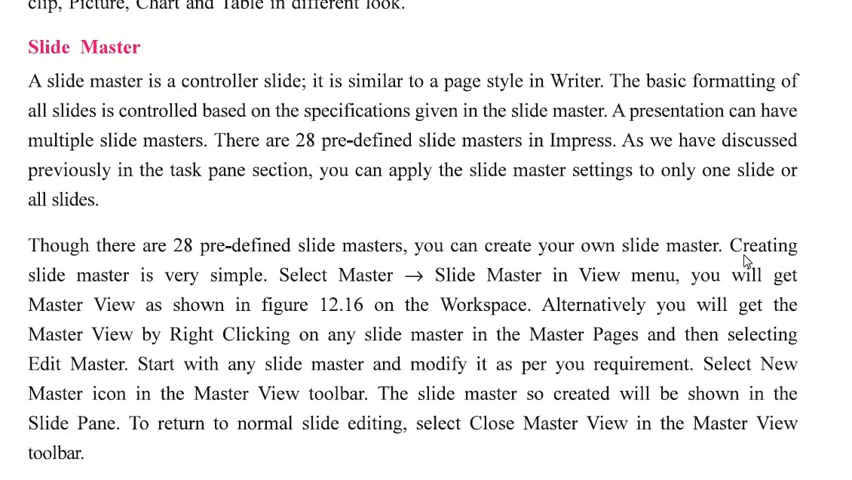 clip, Picture, Chart and Table in different look.
Slide Master
A slide master is a controller slide; it is similar to a page style in Writer. The basic formatting of
all slides is controlled based on the specifications given in the slide master. A presentation can have
multiple slide masters. There are 28 pre-defined slide masters in Impress. As we have discussed
previously in the task pane section, you can apply the slide master settings to only one slide or
all slides.
Though there are 28 pre-defined slide masters, you can create your own slide master. Creating
slide master is very simple. Select Master → Slide Master in View menu, you will get
Master View as shown in figure 12.16 on the Workspace. Alternatively you will get the
Master View by Right Clicking on any slide master in the Master Pages and then selecting
Edit Master. Start with any slide master and modify it as per you requirement. Select New
Master icon in the Master View toolbar. The slide master so created will be shown in the
Slide Pane. To return to normal slide editing, select Close Master View in the Master View
toolbar.